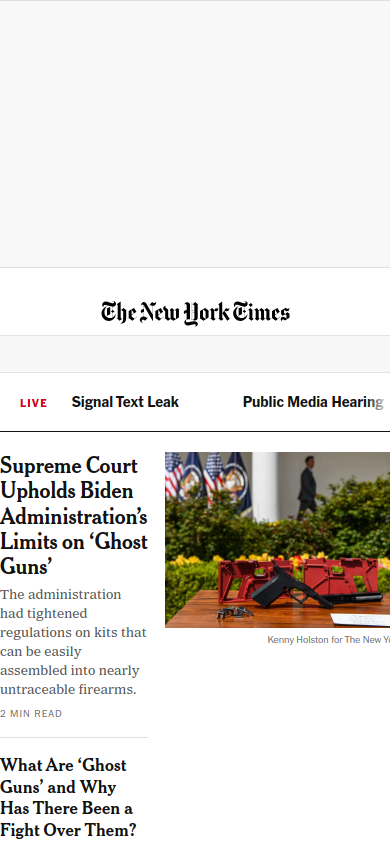 The New York Times
LIVE
Signal Text Leak
Public Media Hearing
Supreme Court
Upholds Biden
Administration’s
Limits on ‘Ghost
Guns’
The administration
had tightened
regulations on kits that
can be easily
assembled into nearly
untraceable firearms.
2 MIN READ
Kenny Holston for The New Yo
What Are ‘Ghost
Guns’ and Why
Has There Been a
Fight Over Them?